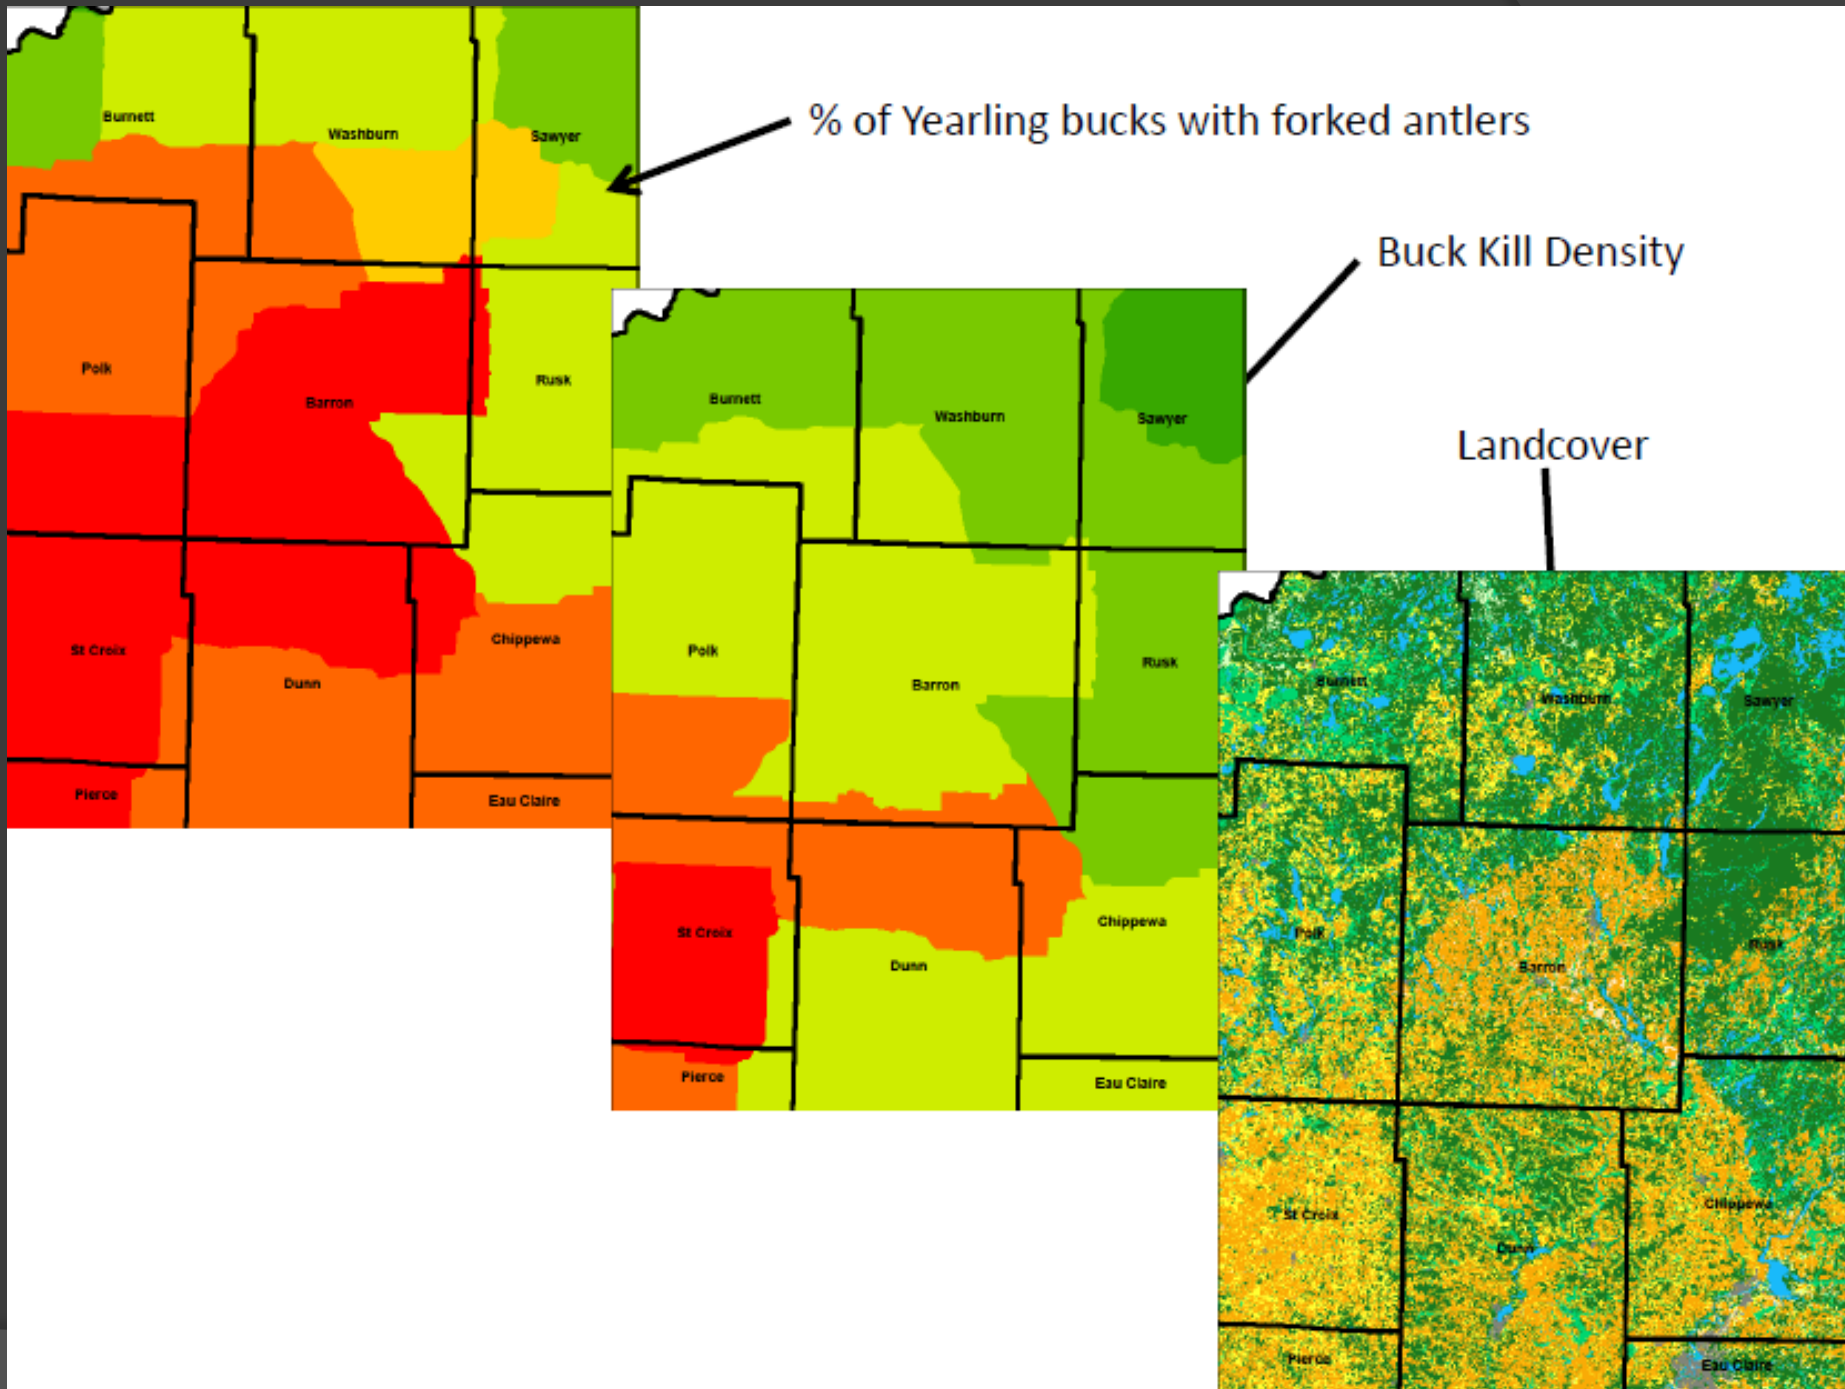 % of Yearling bucks with forked antlers
Buck Kill Density
Landcover
Burnett
Washburn
Sawyer
Polk
Barron
Rusk
St Croix
Dunn
Chippewa
Pierce
Eau Claire
Burnett
Washburn
Sawyer
Polk
Barron
Rusk
St Croix
Dunn
Chippewa
Pierce
Eau Claire
Burnett
Washburn
Sawyer
Polk
Barron
Rusk
St Croix
Dunn
Chippewa
Pierce
Eau Claire